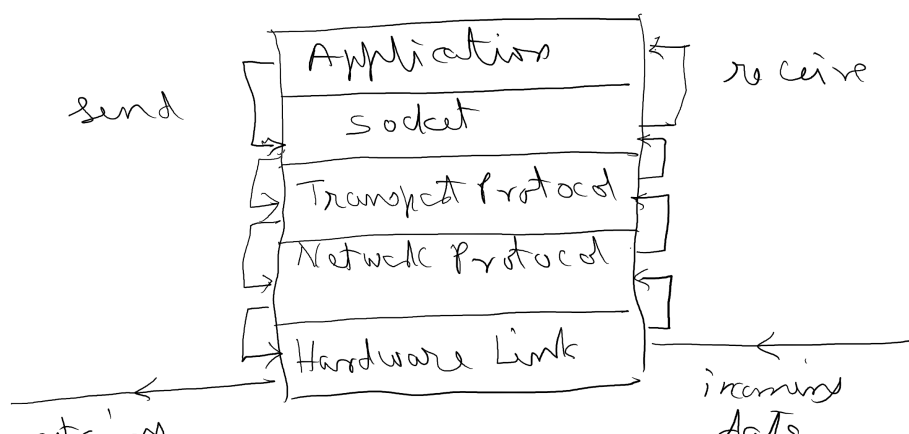 Application
send
receive
Socket
Transport Protocol
Network Protocol
Hardware Link
incoming
data